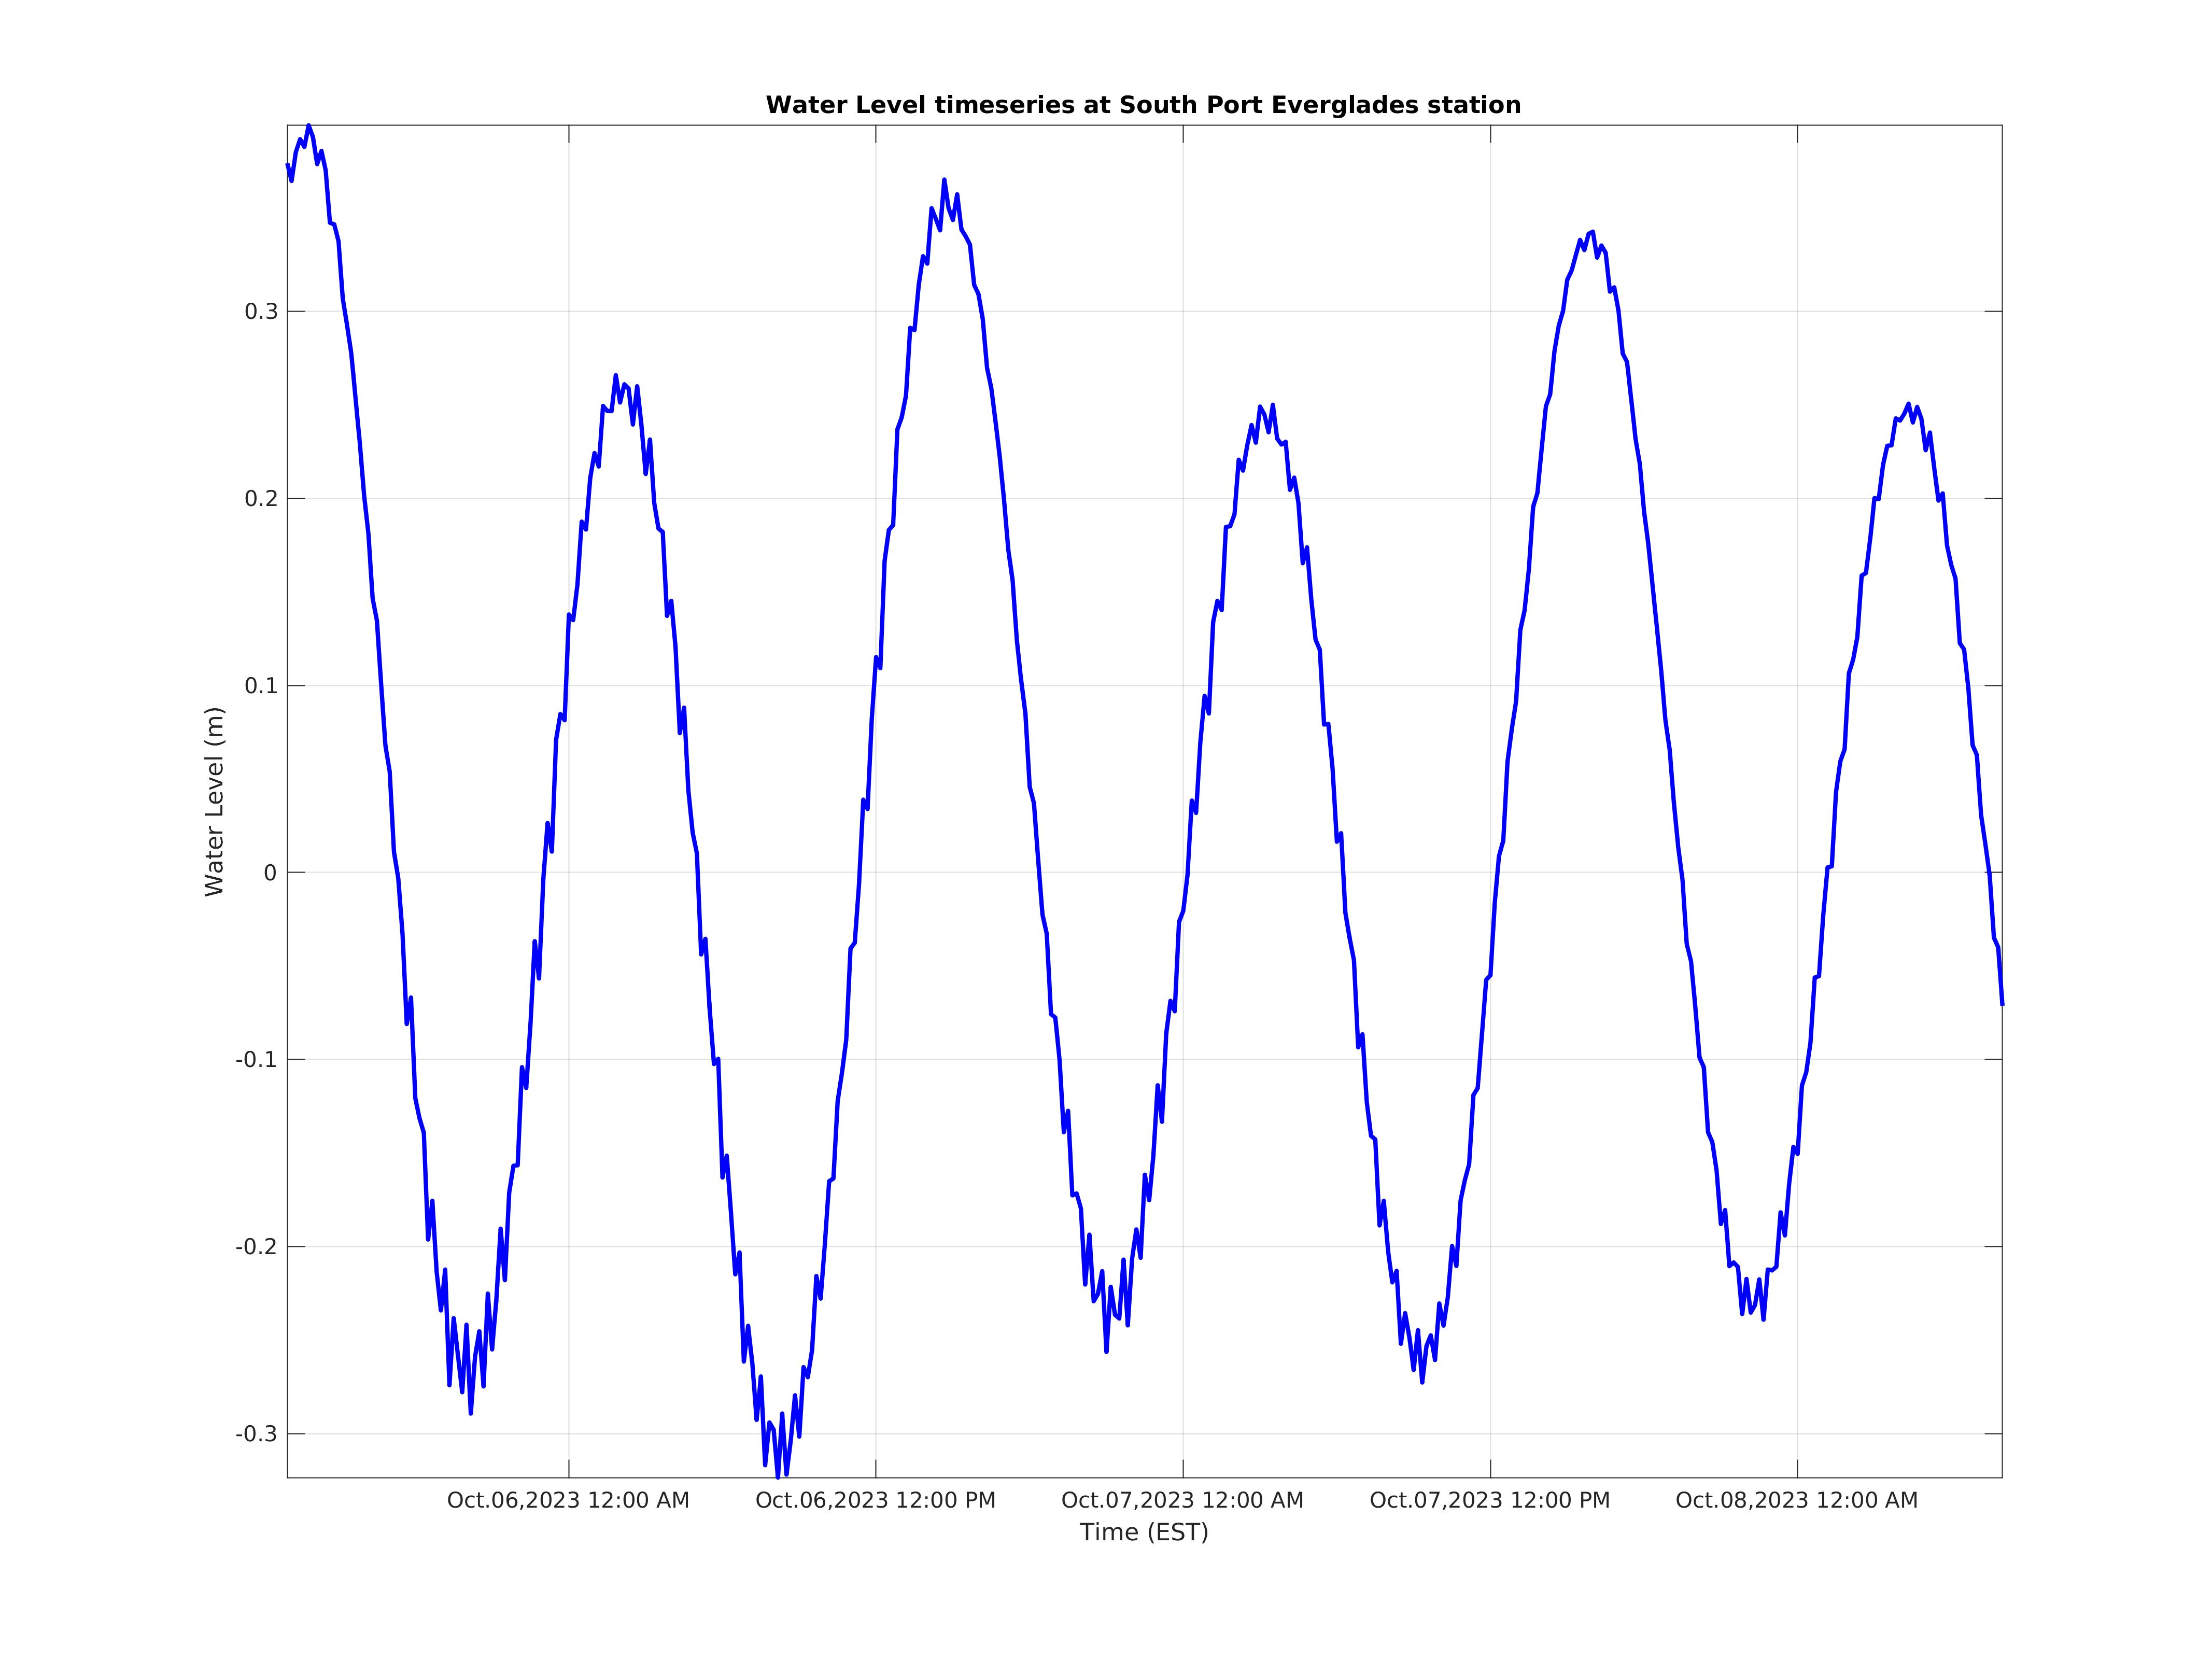 Water Level timeseries at South Port Everglades station
0.3
0.2
0.1
0
-0.1
-0.2
-0.3
Water Level (m)
Oct.06,2023 12:00 AM Oct.06,2023 12:00 PM Oct.07,2023 12:00 AM Oct.07,2023 12:00 PM Oct.08,2023 12:00 AM
Time (EST)